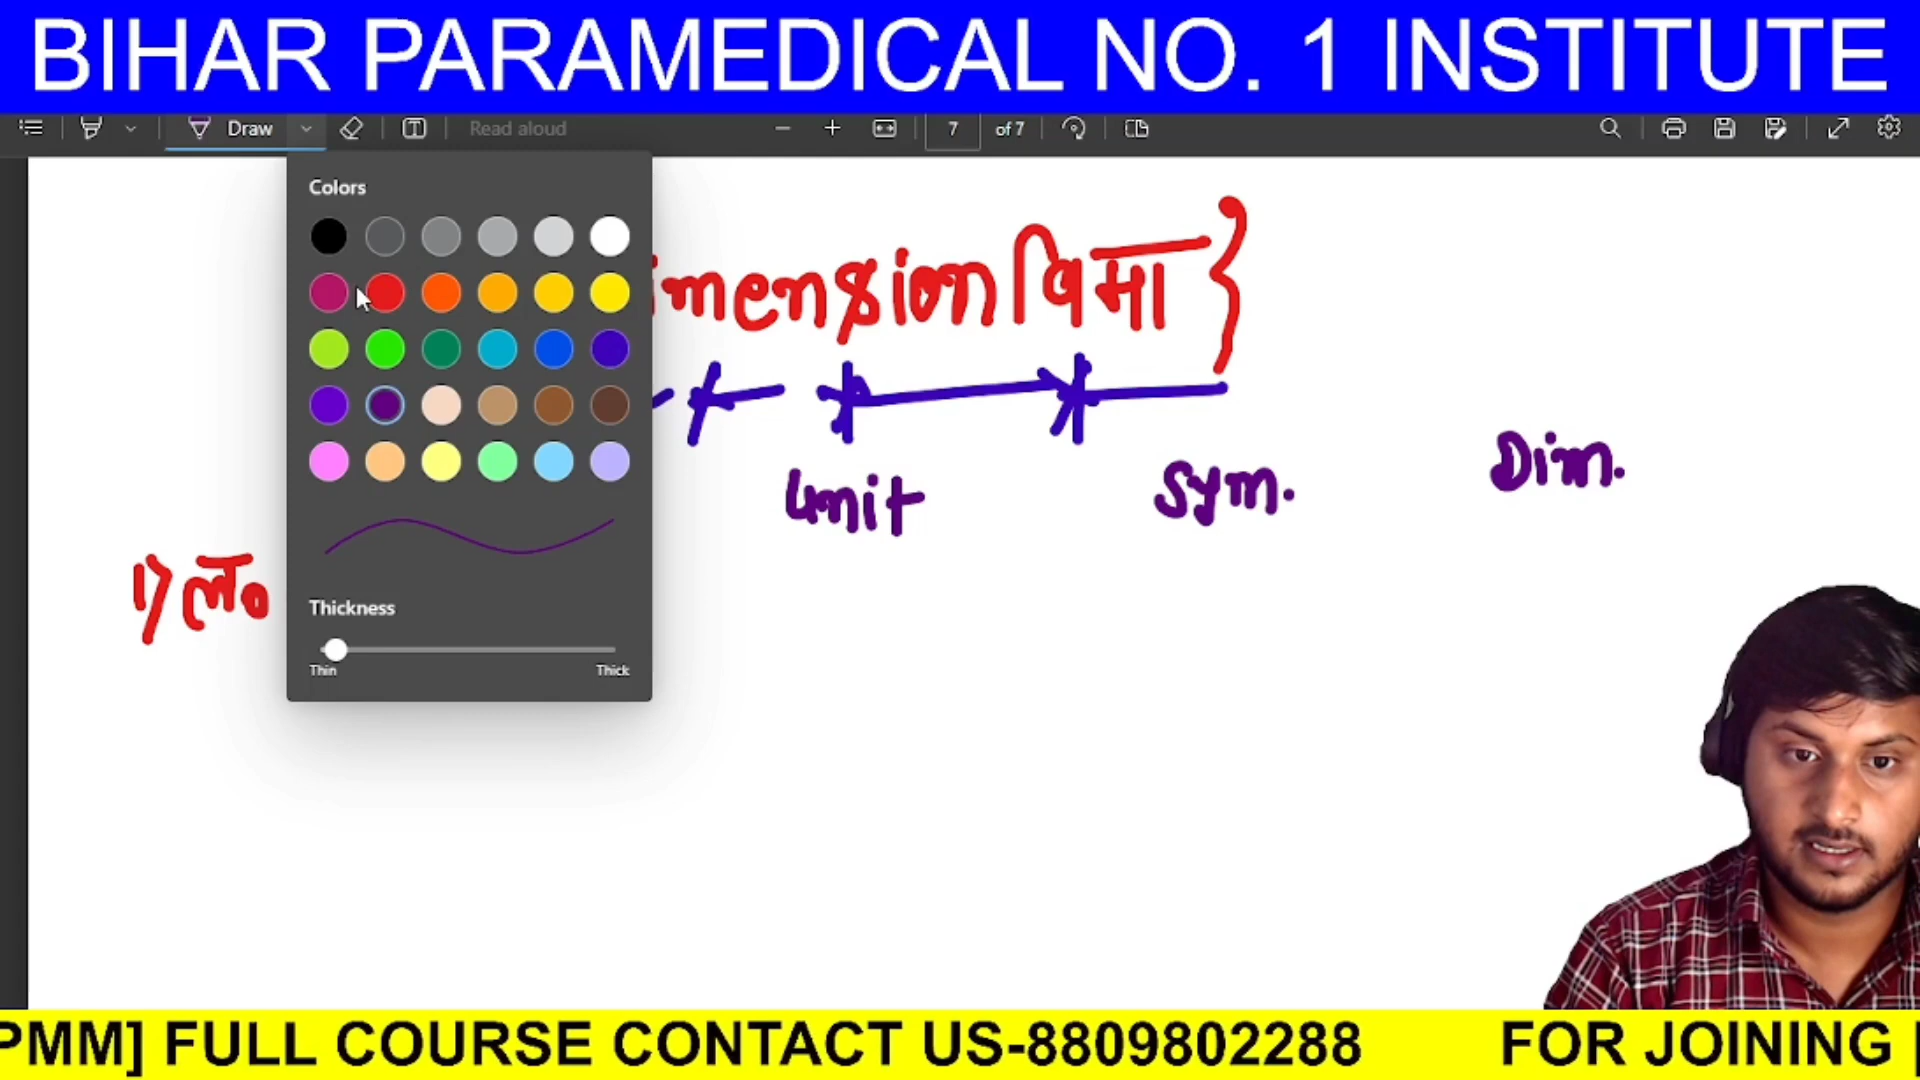 BIHAR PARAMEDICAL NO. 1 INSTITUTE
Draw Read aloud 7 of 7
Colors
imension विमा }
Unit Sym. Dim.
1)
Thickness
Thin Thick
PMM] FULL COURSE CONTACT US-8809802288 FOR JOINING